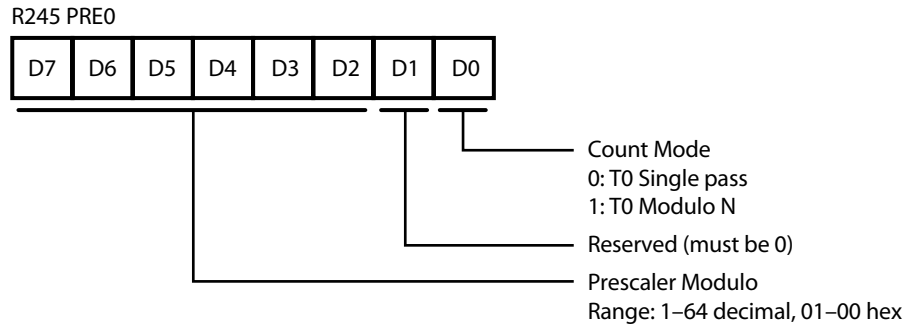 R245 PRE0
D7 D6 D5 D4 D3 D2 D1 D0
Count Mode
0: T0 Single pass
1: T0 Modulo N
Reserved (must be 0)
Prescaler Modulo
Range: 1–64 decimal, 01–00 hex